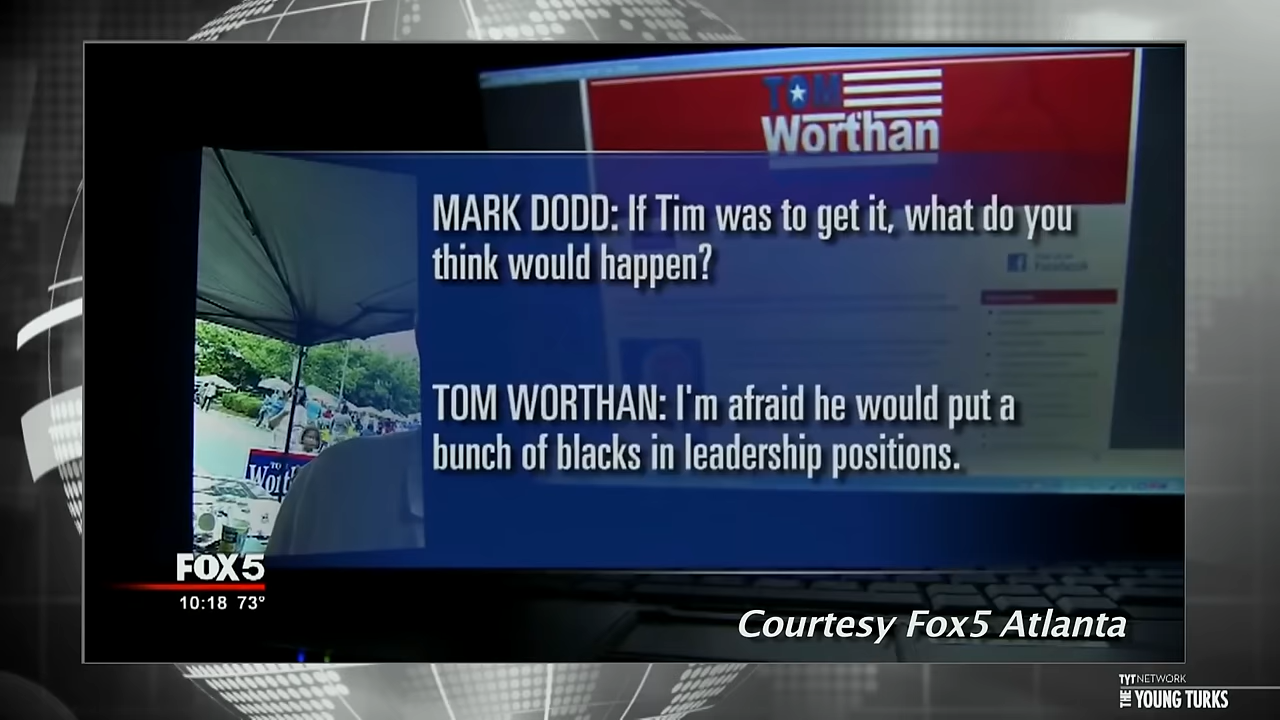 TOM
Worthan
MARK DODD: If Tim was to get it, what do you
think would happen?
TOM WORTHAN: I'm afraid he would put a
bunch of blacks in leadership positions.
TO
Wort
FOX5
10:18 73°
Courtesy Fox5 Atlanta
TYT NETWORK
THE YOUNG TURKS